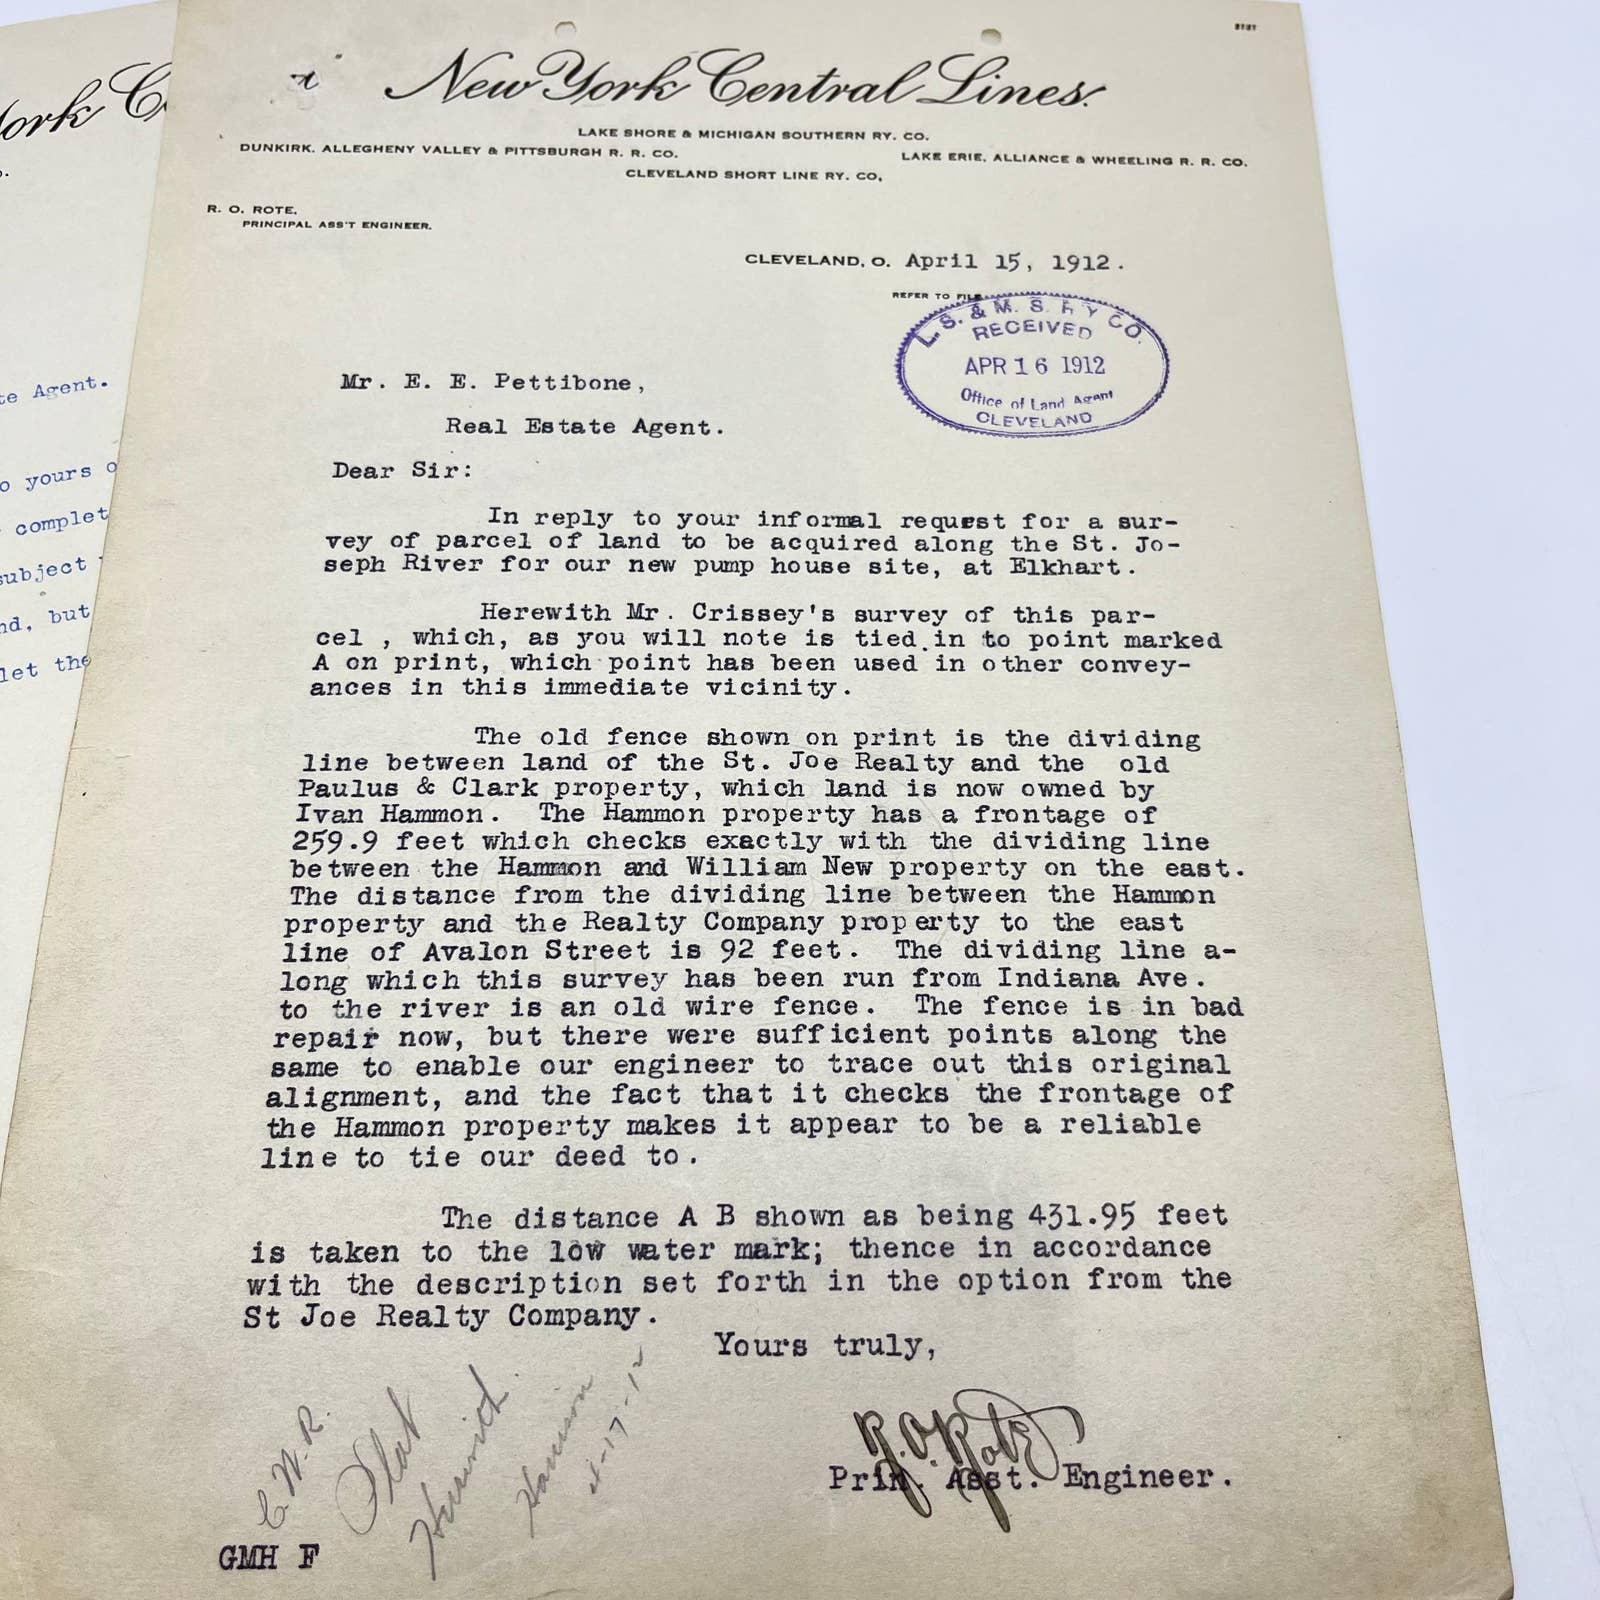 New York Central Lines.
LAKE SHORE & MICHIGAN SOUTHERN RY. CO.
DUNKIRK. ALLEGHENY VALLEY & PITTSBURGH R. R. CO.
LAKE ERIE, ALLIANCE & WHEELING R. R. CO.
CLEVELAND SHORT LINE RY. CO,
R. O. ROTE,
PRINCIPAL ASS'T ENGINEER.
CLEVELAND, O. April 15, 1912.
REFER TO FILE
L. S. & M. S. RY CO.
RECEIVED
APR 16 1912
Office of Land Agent
CLEVELAND
Mr. E. E. Pettibone,
Real Estate Agent.
Dear Sir:
In reply to your informal request for a sur-
vey of parcel of land to be acquired along the St. Jo-
seph River for our new pump house site, at Elkhart.
Herewith Mr. Crissey's survey of this par-
cel , which, as you will note is tied in to point marked
A on print, which point has been used in other convey-
ances in this immediate vicinity.
The old fence shown on print is the dividing
line between land of the St. Joe Realty and the old
Paulus & Clark property, which land is now owned by
Ivan Hammon. The Hammon property has a frontage of
259.9 feet which checks exactly with the dividing line
between the Hammon and William New property on the east.
The distance from the dividing line between the Hammon
property and the Realty Company property to the east
line of Avalon Street is 92 feet. The dividing line a-
long which this survey has been run from Indiana Ave.
to the river is an old wire fence. The fence is in bad
repair now, but there were sufficient points along the
same to enable our engineer to trace out this original
alignment, and the fact that it checks the frontage of
the Hammon property makes it appear to be a reliable
line to tie our deed to.
The distance A B shown as being 431.95 feet
is taken to the low water mark; thence in accordance
with the description set forth in the option from the
St Joe Realty Company.
Yours truly,
R. O. Rote
Prin. Asst. Engineer.
C. W. R.
Plat
Herewith
4-17-12
GMH F
ork C
te Agent.
o yours o
complet
subject
nd, but
let the